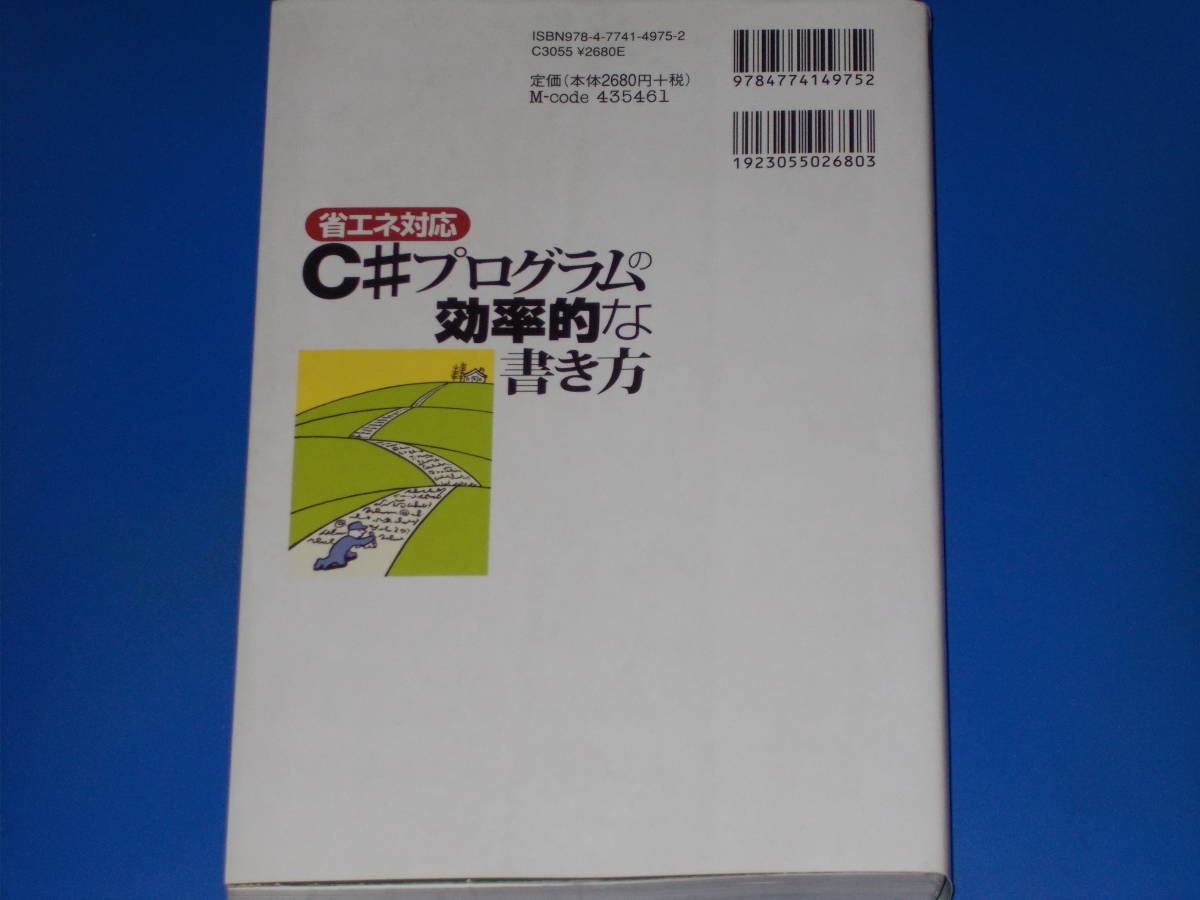 ISBN978-4-7741-4975-2
C3055 ¥2680E
定価(本体2680円+税)
M-code 435461
9784774149752
1923055026803
省エネ対応
C#プログラムの
効率的な
書き方